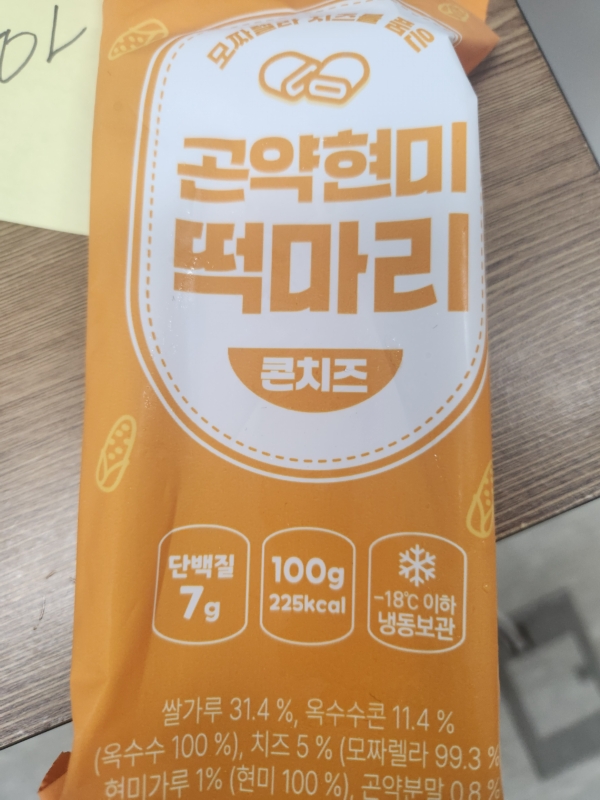 모짜렐라 치즈를 품은
곤약현미
떡마리
콘치즈
단백질
7g
100g
225kcal
-18℃ 이하
냉동보관
쌀가루 31.4 %, 옥수수콘 11.4 %
(옥수수 100 %), 치즈 5 % (모짜렐라 99.3 %
현미가루 1% (현미 100 %), 곤약분말 0.8 %